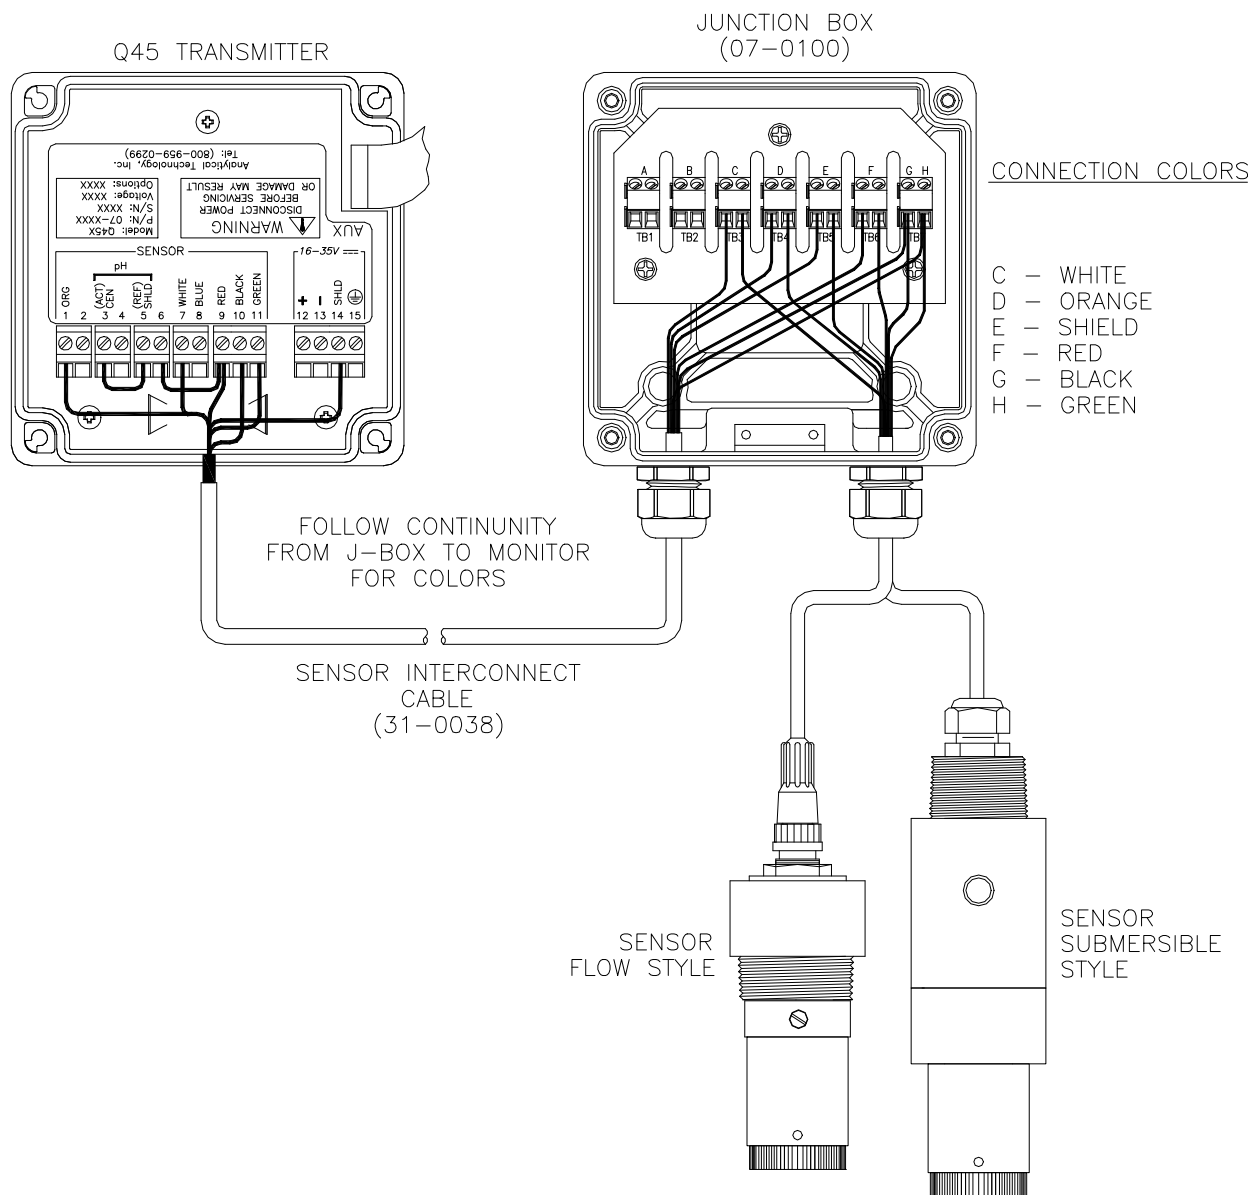 Q45 TRANSMITTER
JUNCTION BOX
(07-0100)
Tel: (800-959-0299)
Analytical Technology, Inc.
Options: XXXX
Voltage: XXXX
S/N: XXXX
P/N: 07-XXXX
Model: Q45X
OR DAMAGE MAY RESULT
BEFORE SERVICING
DISCONNECT POWER
WARNING
AUX
SENSOR
16-35V
pH
ORG
(ACT)
CEN
(REF)
SHLD
WHITE
BLUE
RED
BLACK
GREEN
+
-
SHLD
1 2 3 4 5 6 7 8 9 10 11 12 13 14 15
A B C D E F G H
TB1 TB2 TB3 TB4 TB5 TB6
CONNECTION COLORS
C - WHITE
D - ORANGE
E - SHIELD
F - RED
G - BLACK
H - GREEN
FOLLOW CONTINUNITY
FROM J-BOX TO MONITOR
FOR COLORS
SENSOR INTERCONNECT
CABLE
(31-0038)
SENSOR
FLOW STYLE
SENSOR
SUBMERSIBLE
STYLE